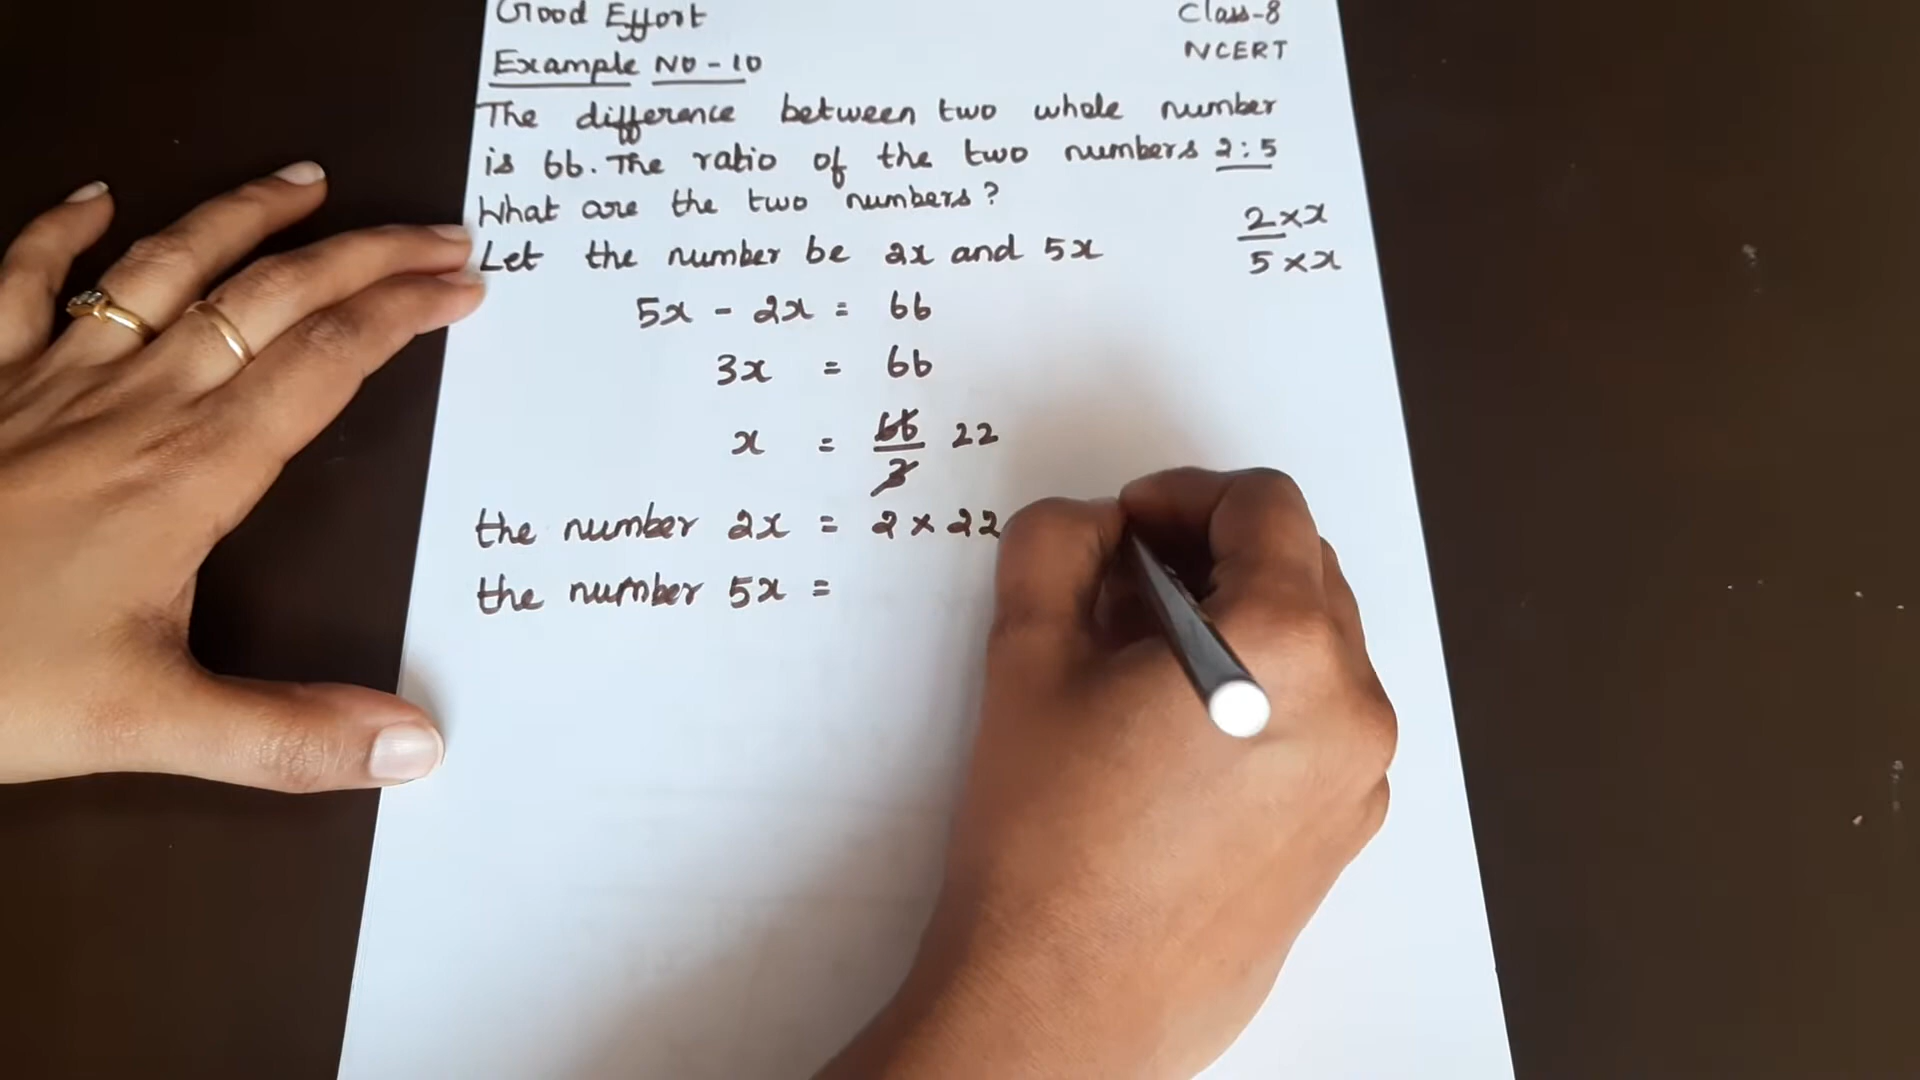 Good Effort
Class-8
Example NO - 10
NCERT
The difference between two whole number
is 66. The ratio of the two numbers 2 : 5
What are the two numbers?
2 × x
5 × x
Let the number be 2x and 5x
5x - 2x = 66
3x = 66
x = 66/3 22
the number 2x = 2 × 22
the number 5x =